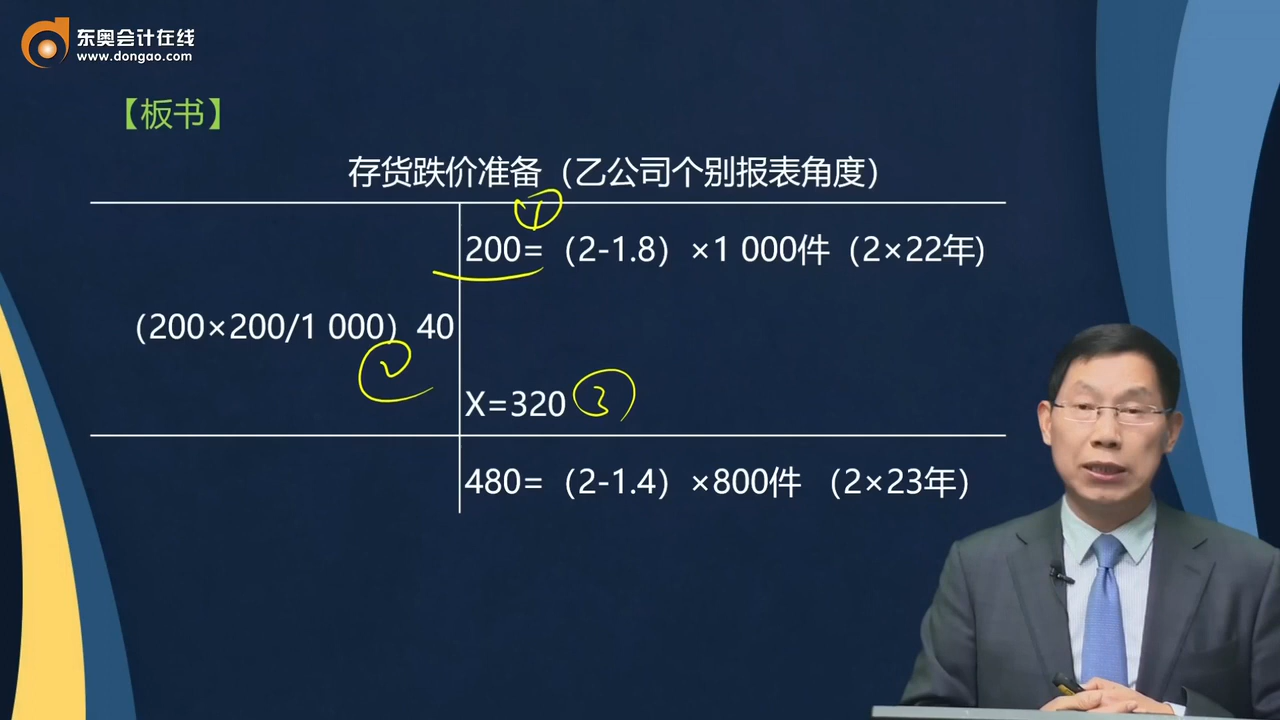 东奥会计在线
www.dongao.com
【板书】
存货跌价准备（乙公司个别报表角度）
①
200=（2-1.8）×1 000件（2×22年)
（200×200/1 000）40
②
X=320 ③
480=（2-1.4）×800件 （2×23年）